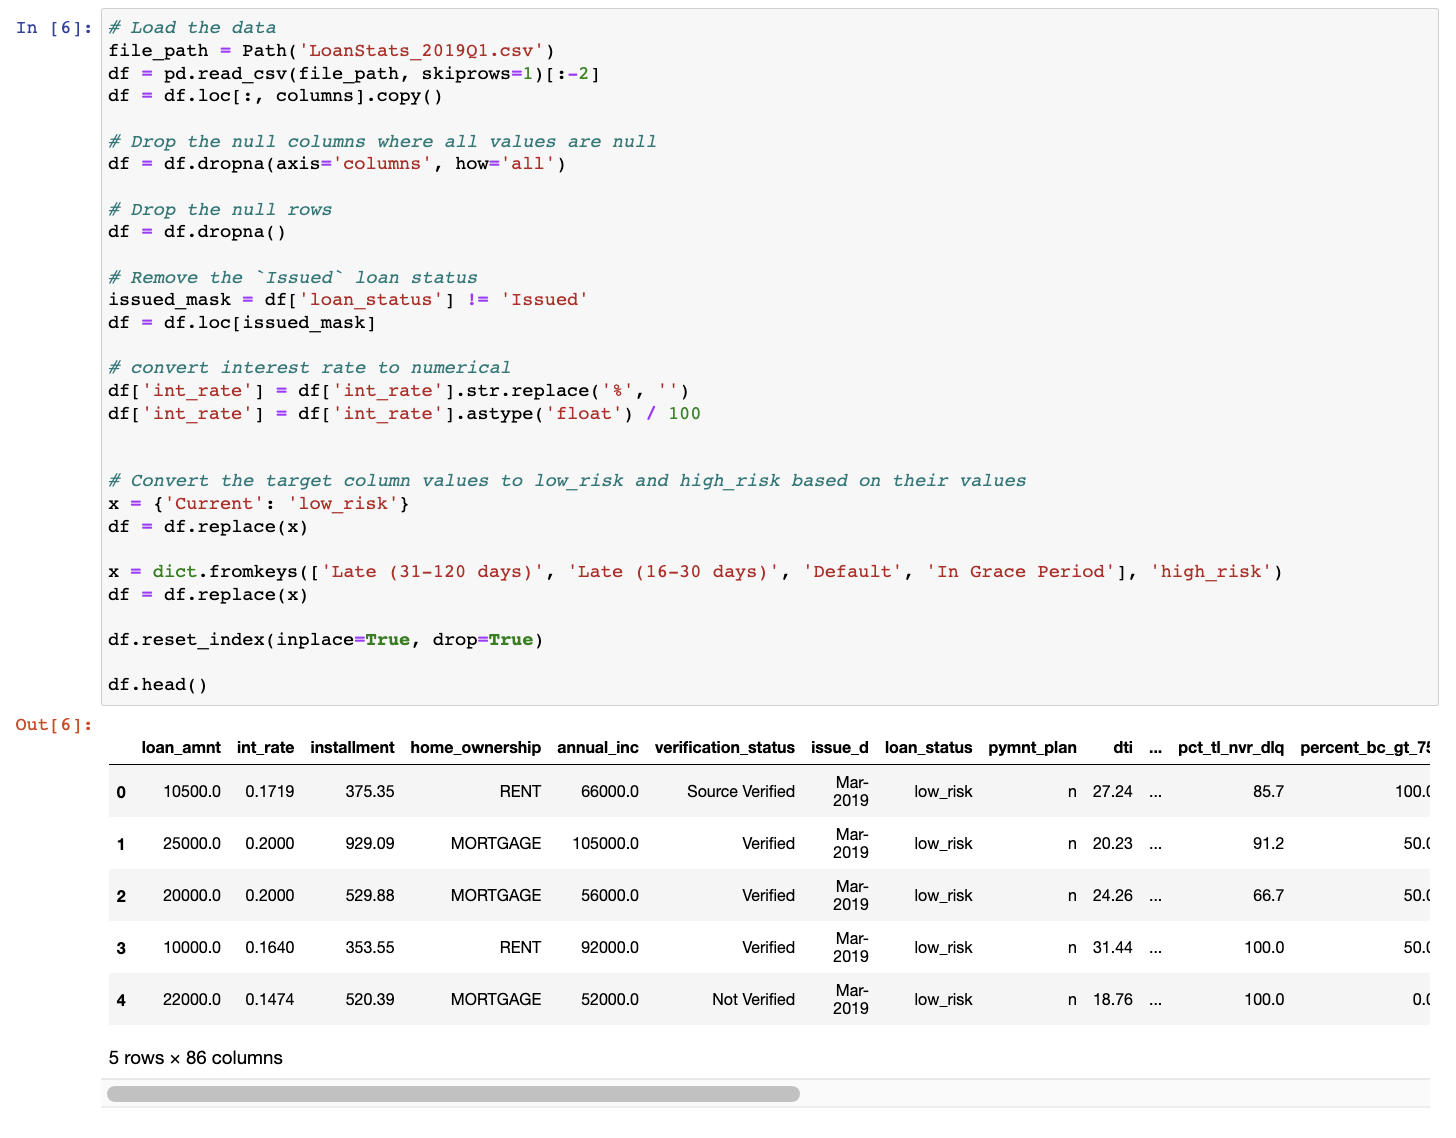 In [6]:
# Load the data
file_path = Path('LoanStats_2019Q1.csv')
df = pd.read_csv(file_path, skiprows=1)[:-2]
df = df.loc[:, columns].copy()
# Drop the null columns where all values are null
df = df.dropna(axis='columns', how='all')
# Drop the null rows
df = df.dropna()
# Remove the `Issued` loan status
issued_mask = df['loan_status'] != 'Issued'
df = df.loc[issued_mask]
# convert interest rate to numerical
df['int_rate'] = df['int_rate'].str.replace('%', '')
df['int_rate'] = df['int_rate'].astype('float') / 100
# Convert the target column values to low_risk and high_risk based on their values
x = {'Current': 'low_risk'}
df = df.replace(x)
x = dict.fromkeys(['Late (31-120 days)', 'Late (16-30 days)', 'Default', 'In Grace Period'], 'high_risk')
df = df.replace(x)
df.reset_index(inplace=True, drop=True)
df.head()
Out[6]:
loan_amnt int_rate installment home_ownership annual_inc verification_status issue_d loan_status pymnt_plan dti ... pct_tl_nvr_dlq percent_bc_gt_75
0 10500.0 0.1719 375.35 RENT 66000.0 Source Verified Mar-2019 low_risk n 27.24 ... 85.7 100.0
1 25000.0 0.2000 929.09 MORTGAGE 105000.0 Verified Mar-2019 low_risk n 20.23 ... 91.2 50.0
2 20000.0 0.2000 529.88 MORTGAGE 56000.0 Verified Mar-2019 low_risk n 24.26 ... 66.7 50.0
3 10000.0 0.1640 353.55 RENT 92000.0 Verified Mar-2019 low_risk n 31.44 ... 100.0 50.0
4 22000.0 0.1474 520.39 MORTGAGE 52000.0 Not Verified Mar-2019 low_risk n 18.76 ... 100.0 0.0
5 rows × 86 columns